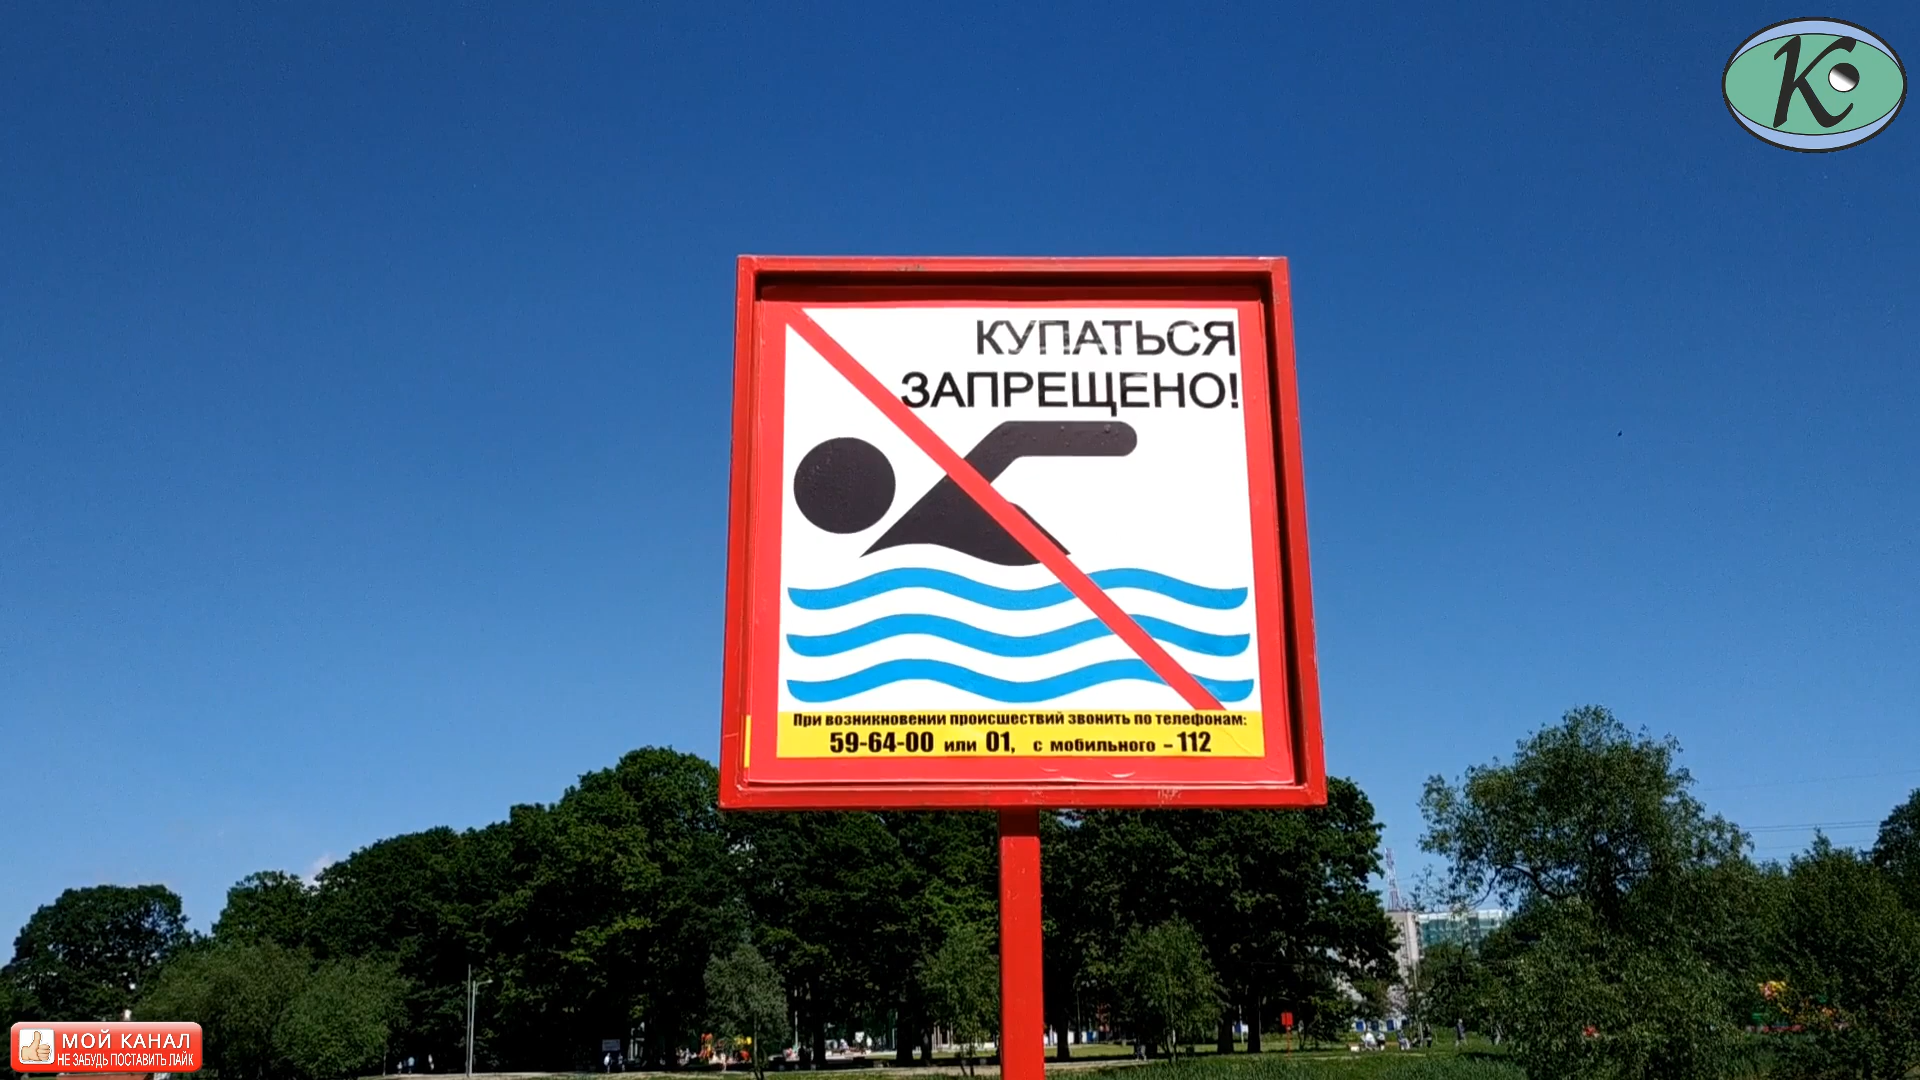 К
КУПАТЬСЯ
ЗАПРЕЩЕНО!
При возникновении происшествий звонить по телефонам:
59-64-00 или 01, с мобильного - 112
МОЙ КАНАЛ
НЕ ЗАБУДЬ ПОСТАВИТЬ ЛАЙК